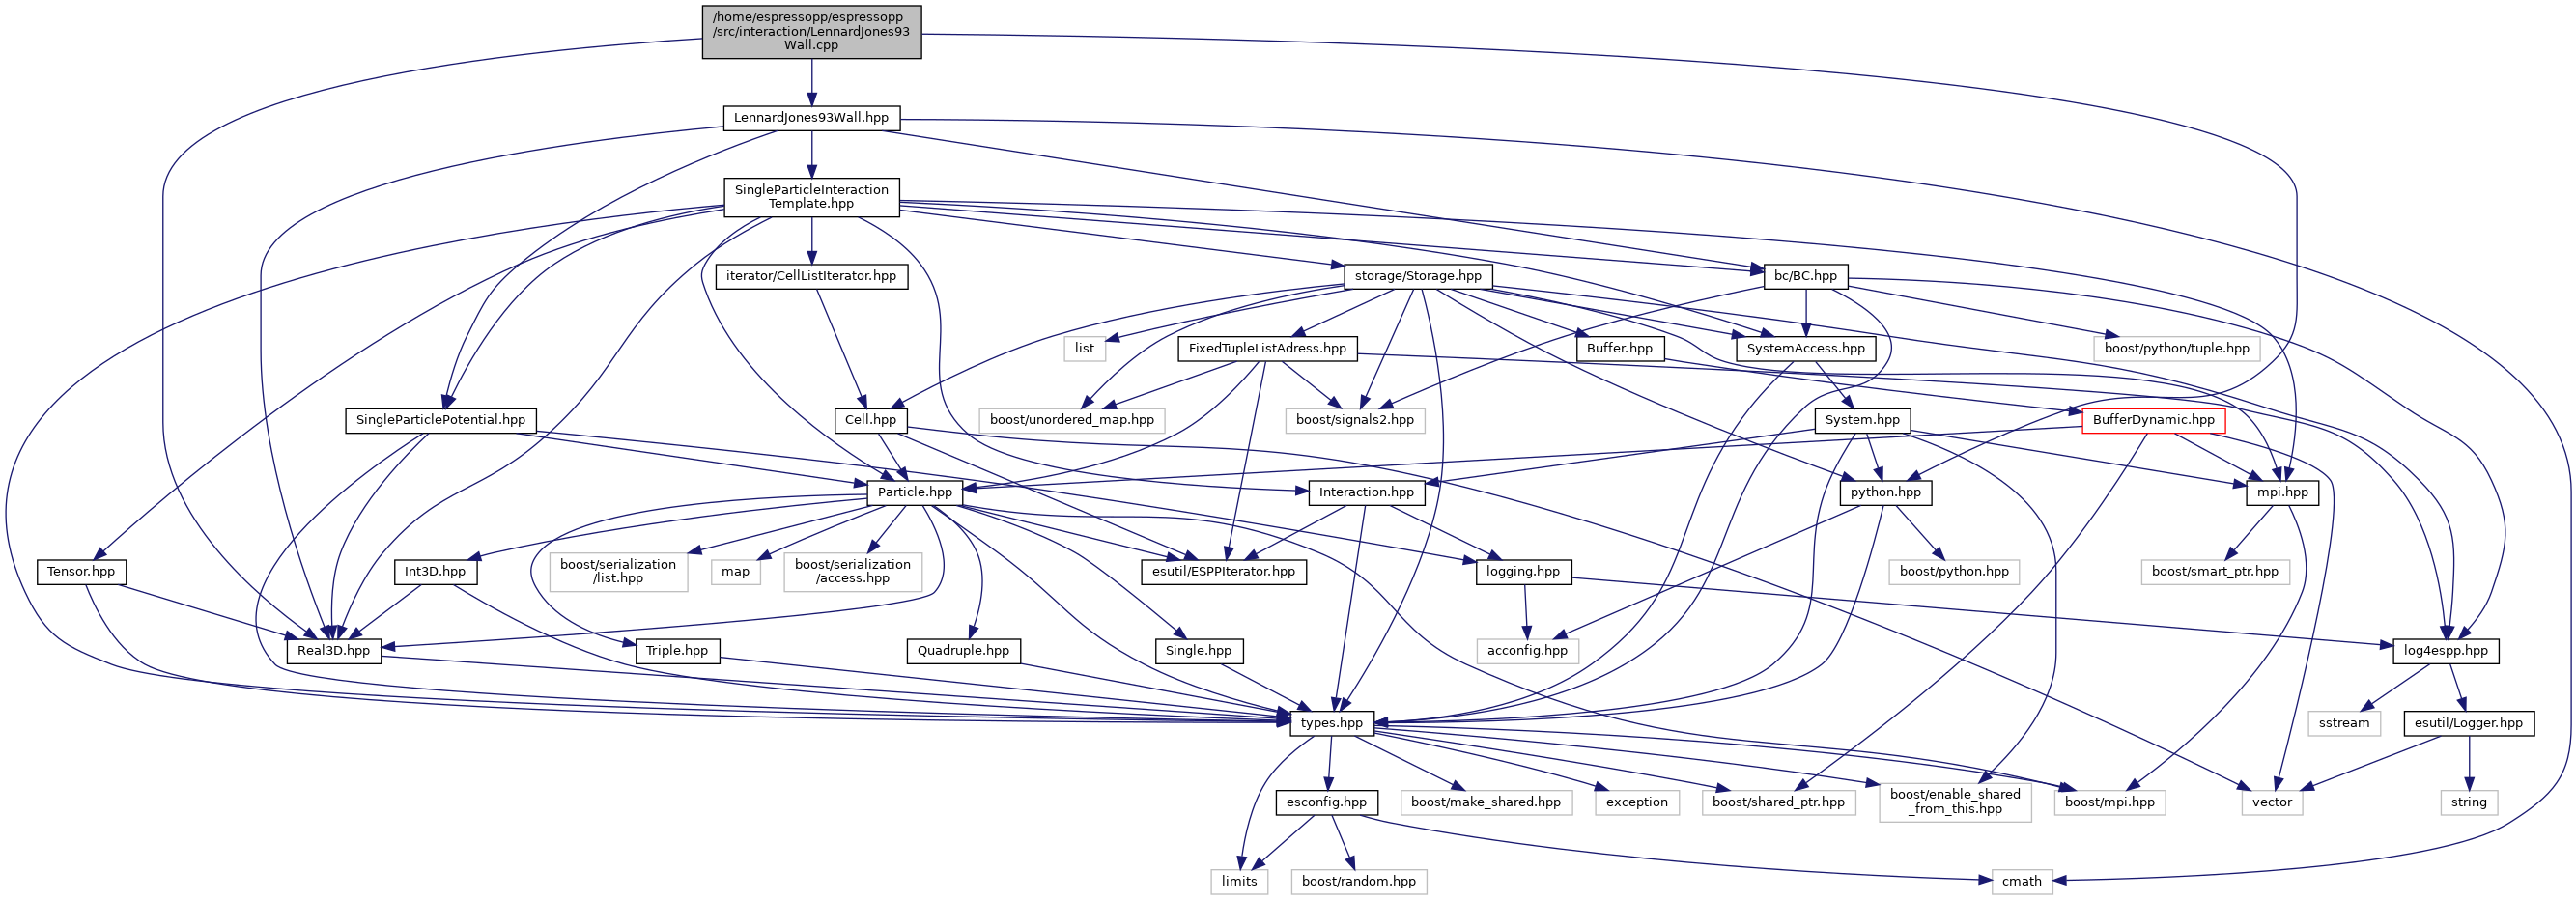 /home/espressopp/espressopp
/src/interaction/LennardJones93
Wall.cpp
LennardJones93Wall.hpp
SingleParticleInteraction
Template.hpp
iterator/CellListIterator.hpp
storage/Storage.hpp
bc/BC.hpp
list
FixedTupleListAdress.hpp
Buffer.hpp
SystemAccess.hpp
boost/python/tuple.hpp
SingleParticlePotential.hpp
Cell.hpp
boost/unordered_map.hpp
boost/signals2.hpp
System.hpp
BufferDynamic.hpp
Particle.hpp
Interaction.hpp
python.hpp
mpi.hpp
Tensor.hpp
Int3D.hpp
boost/serialization
/list.hpp
map
boost/serialization
/access.hpp
esutil/ESPPIterator.hpp
logging.hpp
boost/python.hpp
boost/smart_ptr.hpp
Real3D.hpp
Triple.hpp
Quadruple.hpp
Single.hpp
acconfig.hpp
log4espp.hpp
types.hpp
sstream
esutil/Logger.hpp
esconfig.hpp
boost/make_shared.hpp
exception
boost/shared_ptr.hpp
boost/enable_shared
_from_this.hpp
boost/mpi.hpp
vector
string
limits
boost/random.hpp
cmath